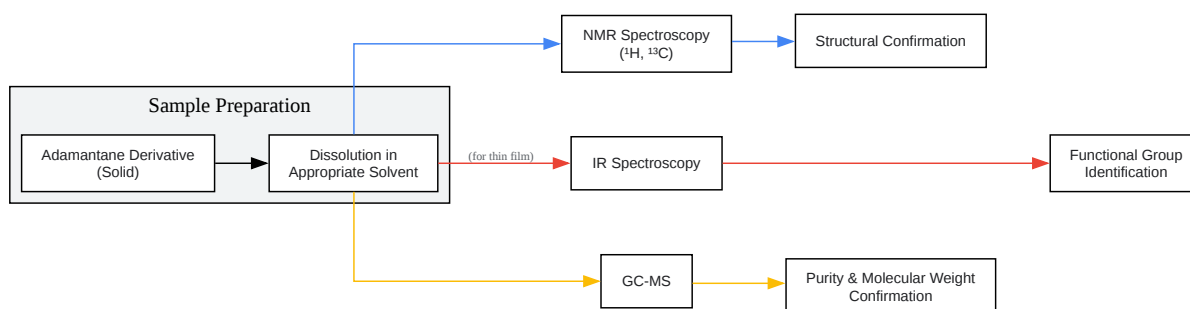 Sample Preparation
Adamantane Derivative
(Solid)
Dissolution in
Appropriate Solvent
NMR Spectroscopy
(¹H, ¹³C)
Structural Confirmation
(for thin film)
IR Spectroscopy
Functional Group
Identification
GC-MS
Purity & Molecular Weight
Confirmation